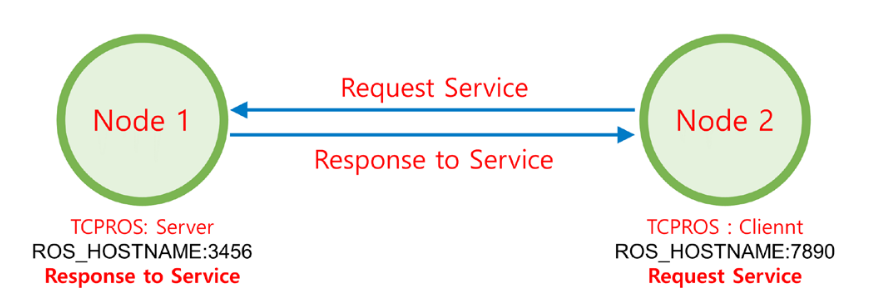 Request Service
Node 1
Node 2
Response to Service
TCPROS: Server
TCPROS : Cliennt
ROS_HOSTNAME:3456
ROS_HOSTNAME:7890
Response to Service
Request Service